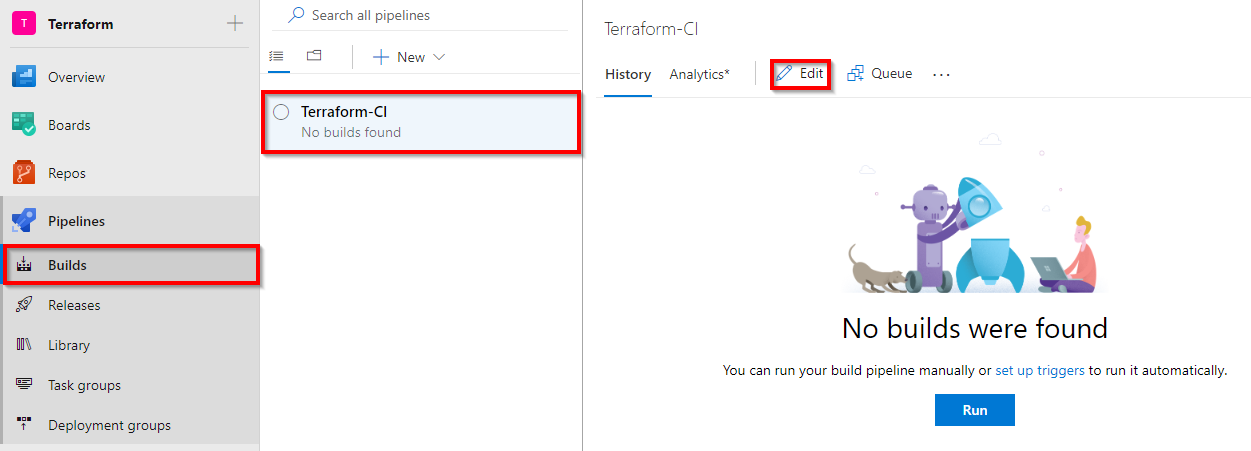 T Terraform
Overview
Boards
Repos
Pipelines
Builds
Releases
Library
Task groups
Deployment groups
Search all pipelines
New
Terraform-CI
No builds found
Terraform-CI
History Analytics* Edit Queue ...
No builds were found
You can run your build pipeline manually or set up triggers to run it automatically.
Run